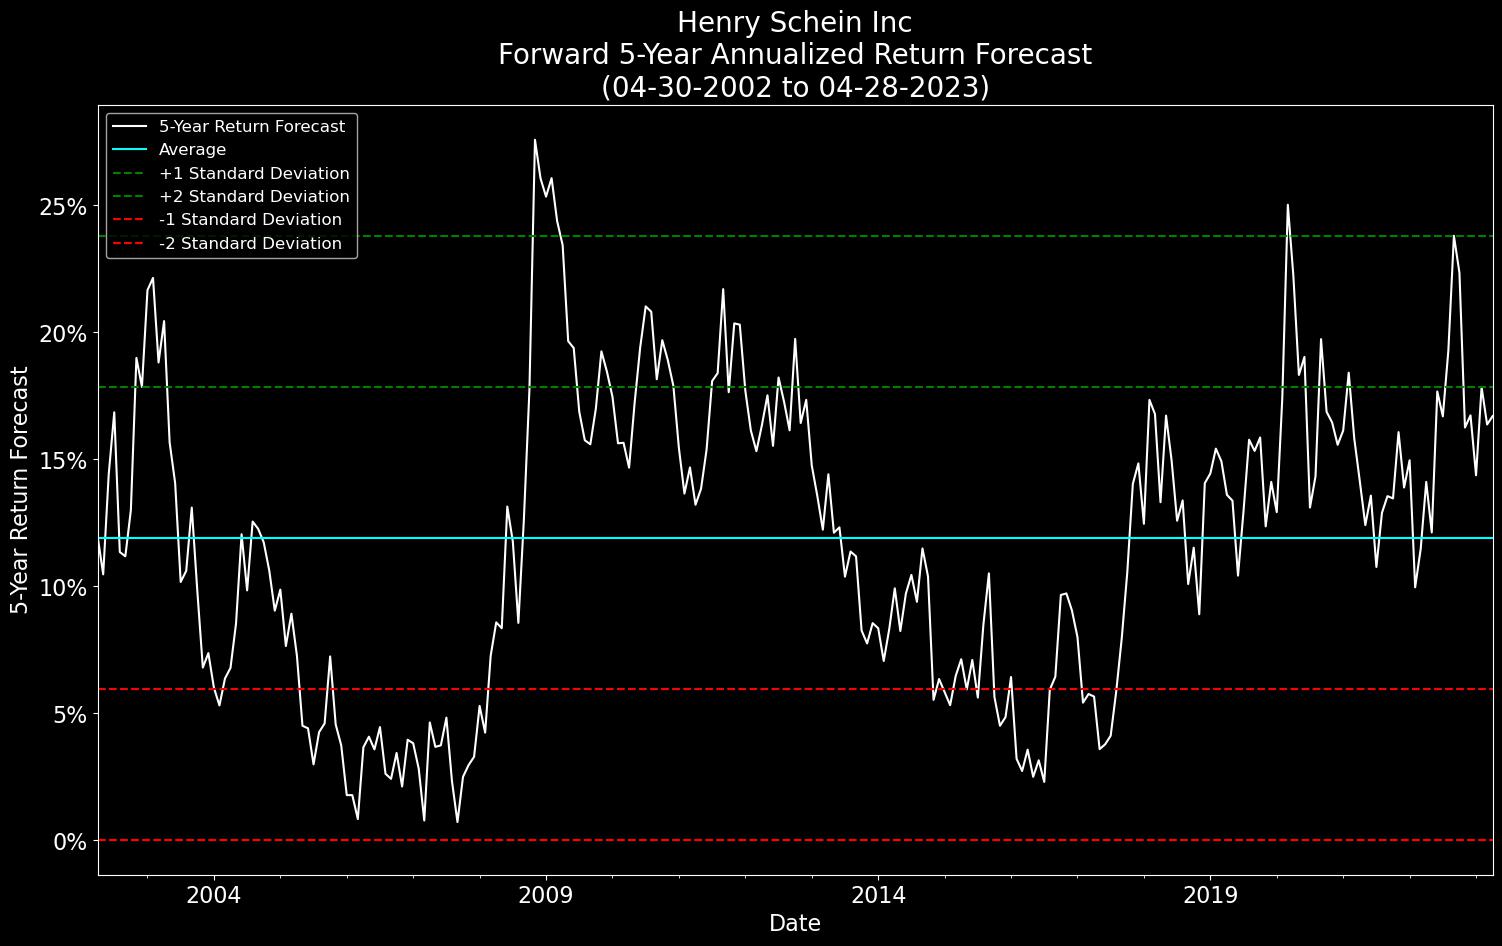 Henry Schein Inc
Forward 5-Year Annualized Return Forecast
(04-30-2002 to 04-28-2023)
5-Year Return Forecast
Average
+1 Standard Deviation
+2 Standard Deviation
-1 Standard Deviation
-2 Standard Deviation
25%
20%
15%
10%
5%
0%
5-Year Return Forecast
2004
2009
2014
2019
Date